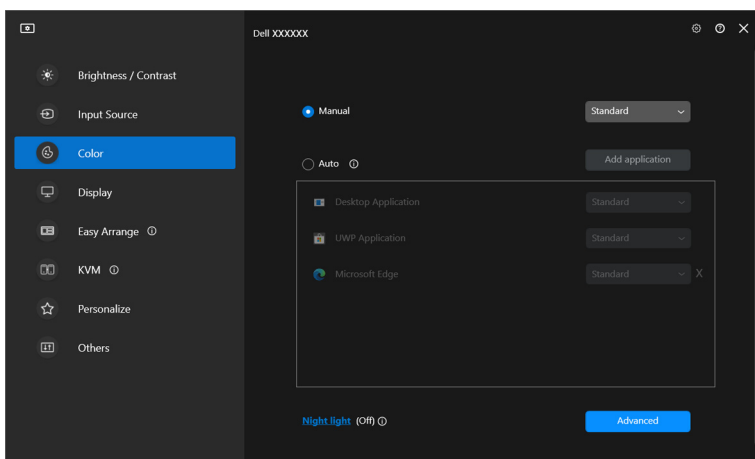 Dell XXXXXX
Brightness / Contrast
Input Source
Color
Display
Easy Arrange
KVM
Personalize
Others
Manual
Standard
Auto
Add application
Desktop Application
Standard
UWP Application
Standard
Microsoft Edge
Standard
X
Night light (Off)
Advanced